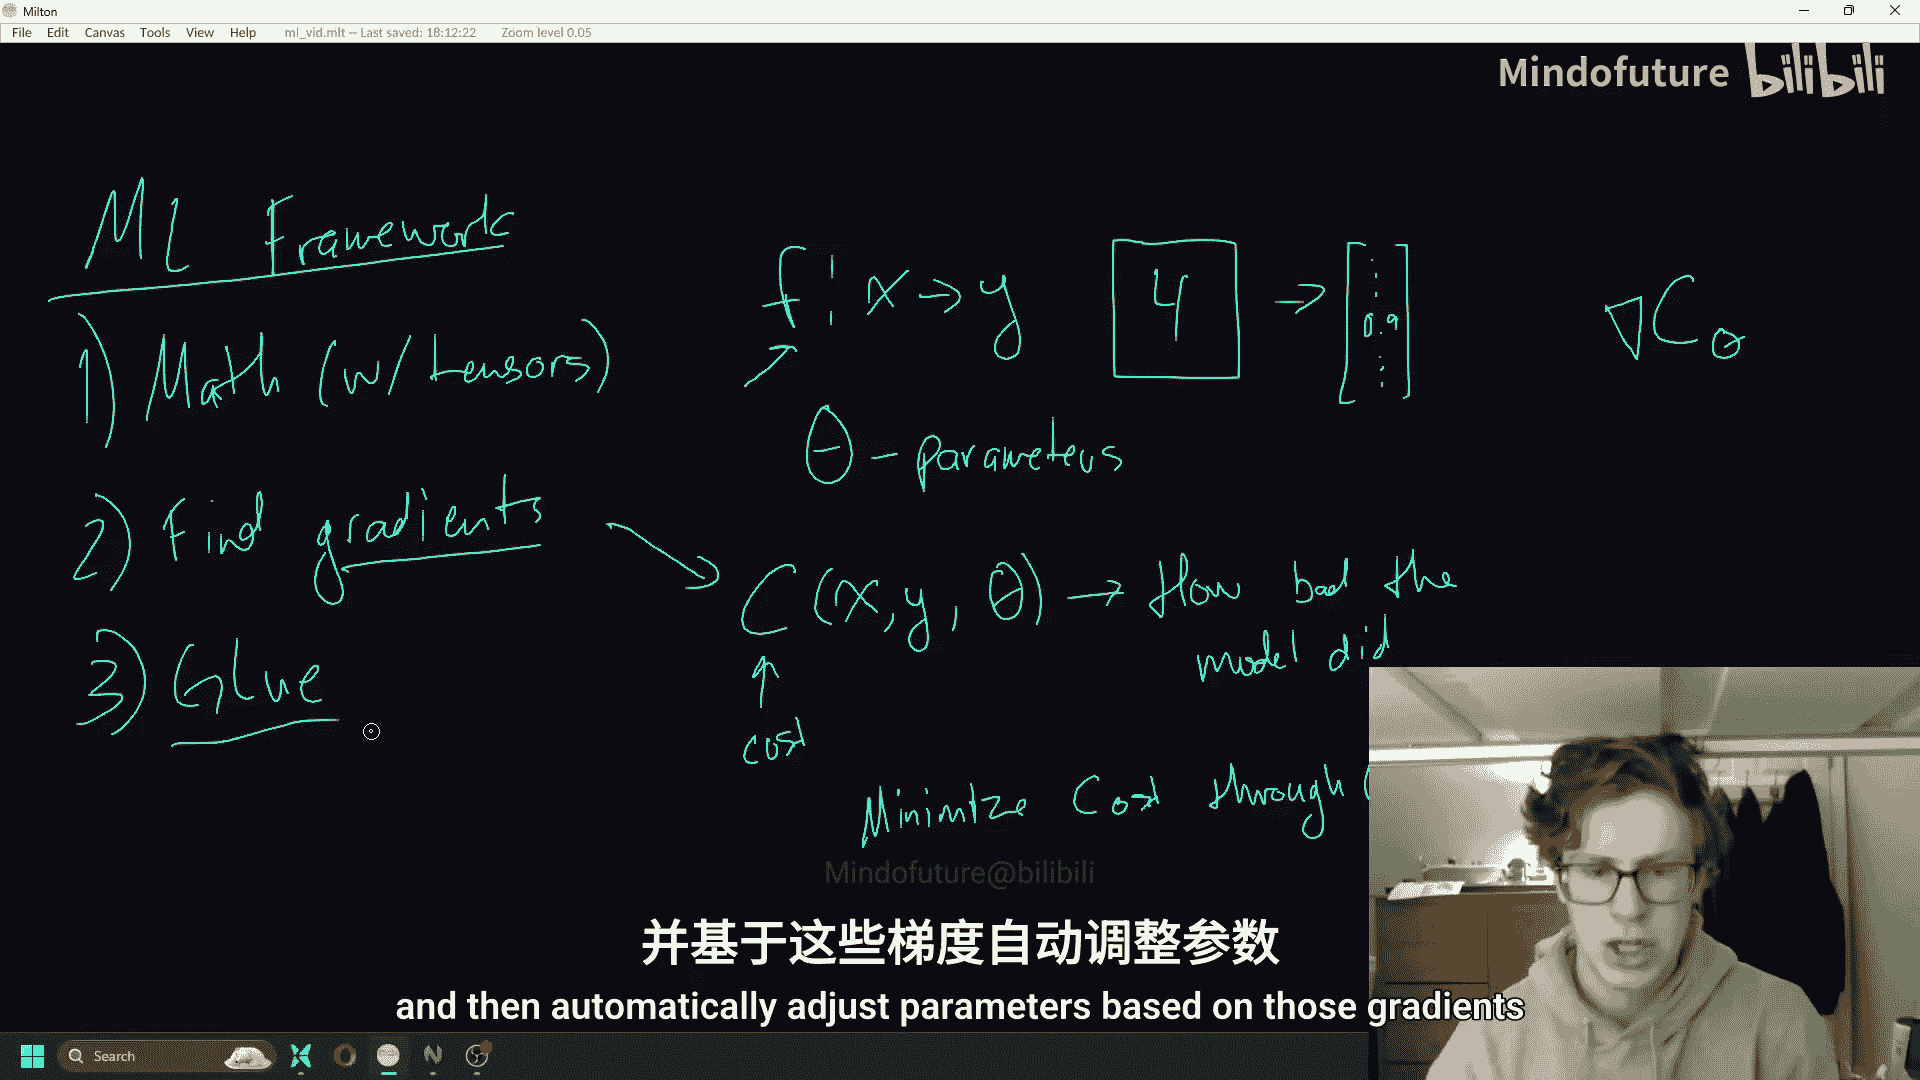 Milton
File Edit Canvas Tools View Help ml_vid.mlt -- Last saved: 18:12:22 Zoom level 0.05
Mindofuture bilibili
ML Framework
1) Math (w/ tensors)
2) Find gradients
3) Glue
f: x → y
4 → [ 0.9 ]
∇C_θ
θ - parameters
C(x, y, θ) → How bad the
model did
↑
cost
Minimize Cost through
Mindofuture@bilibili
并基于这些梯度自动调整参数
and then automatically adjust parameters based on those gradients
Search